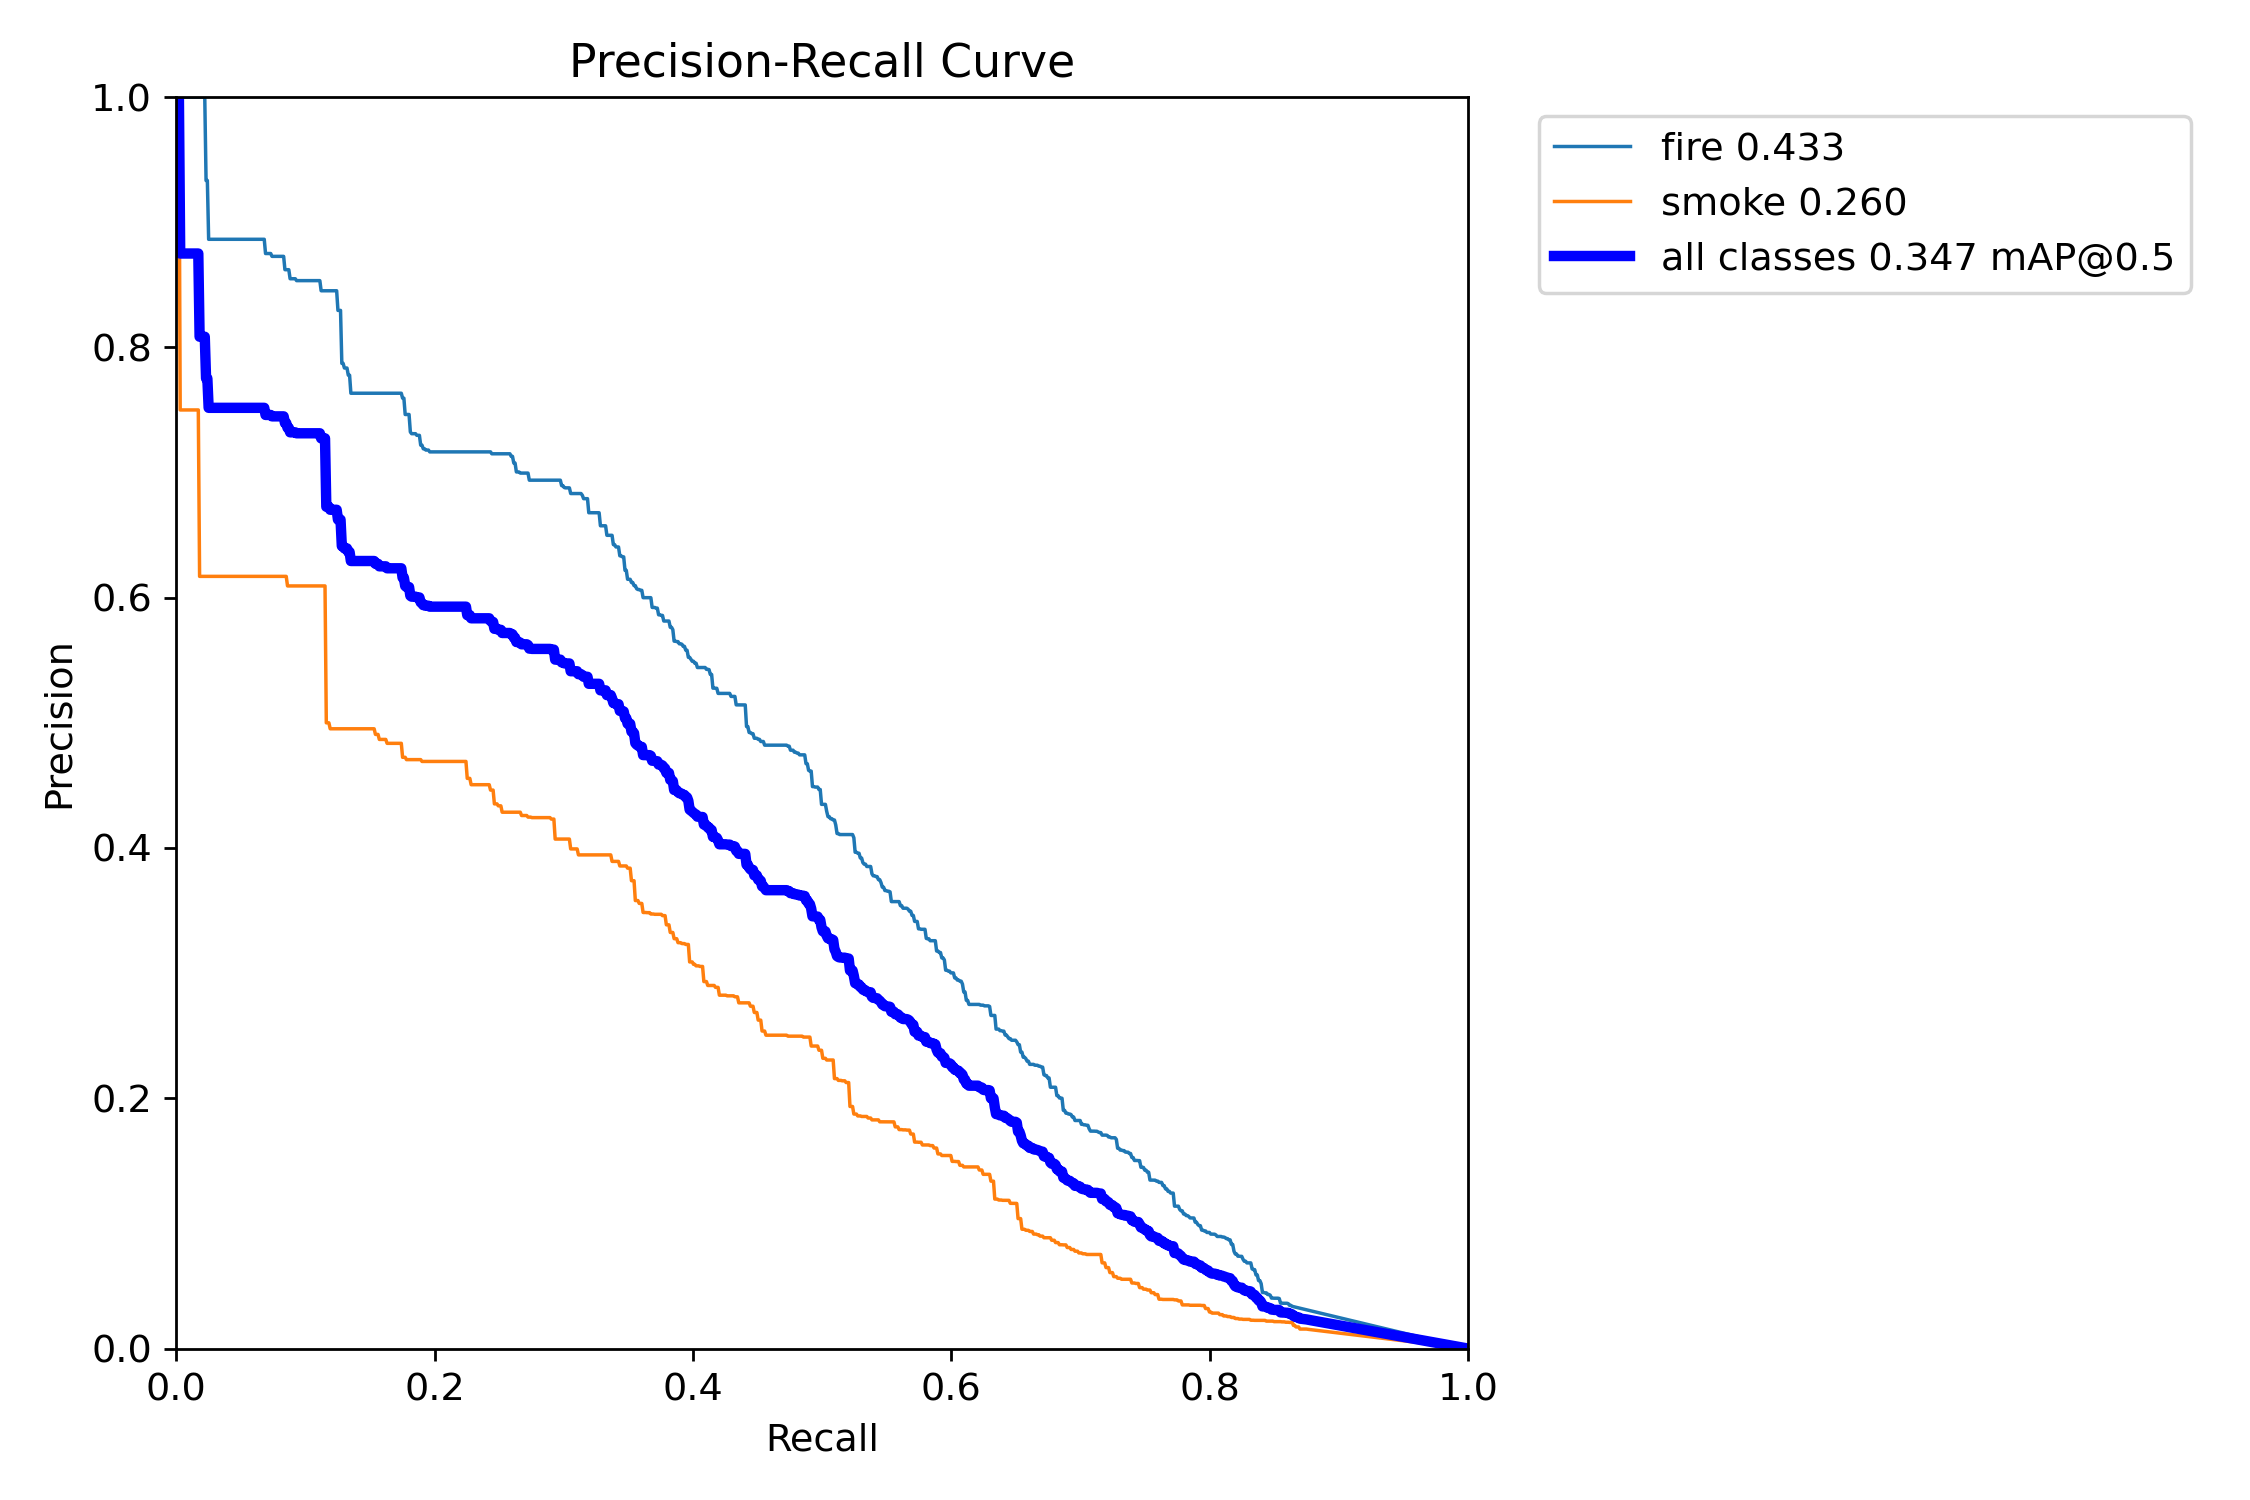 Precision-Recall Curve
fire 0.433
smoke 0.260
all classes 0.347 mAP@0.5
Precision
1.0
0.8
0.6
0.4
0.2
0.0
0.0 0.2 0.4 0.6 0.8 1.0
Recall